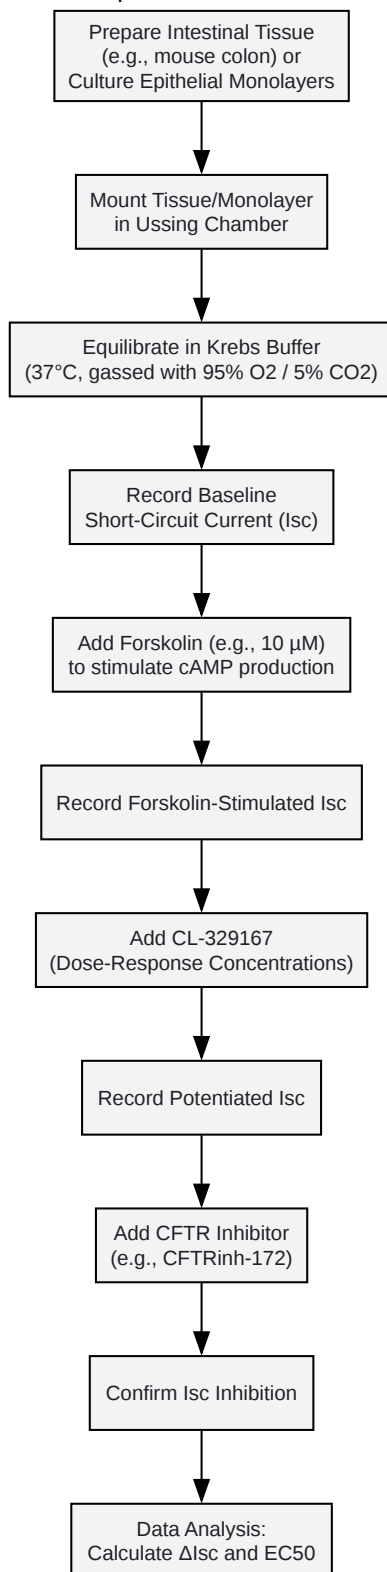 Prepare Intestinal Tissue
(e.g., mouse colon) or
Culture Epithelial Monolayers
Mount Tissue/Monolayer
in Ussing Chamber
Equilibrate in Krebs Buffer
(37°C, gassed with 95% O2 / 5% CO2)
Record Baseline
Short-Circuit Current (Isc)
Add Forskolin (e.g., 10 µM)
to stimulate cAMP production
Record Forskolin-Stimulated Isc
Add CL-329167
(Dose-Response Concentrations)
Record Potentiated Isc
Add CFTR Inhibitor
(e.g., CFTRinh-172)
Confirm Isc Inhibition
Data Analysis:
Calculate ΔIsc and EC50